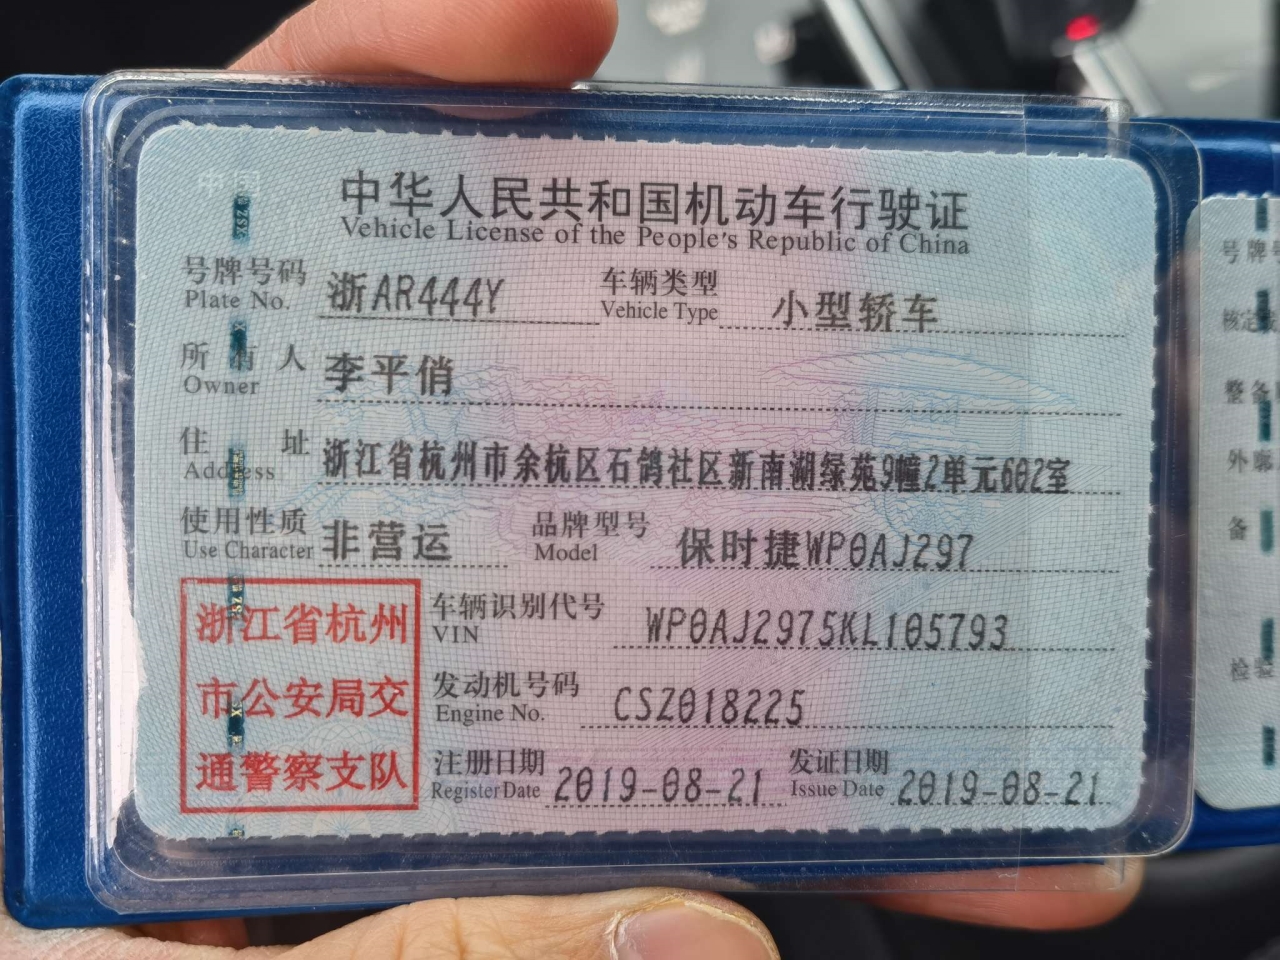 中华人民共和国机动车行驶证
Vehicle License of the People's Republic of China
号牌号码 浙AR444Y 车辆类型 小型轿车
Plate No. Vehicle Type
所有人 李平俏
Owner
住址 浙江省杭州市余杭区石鸽社区新南湖绿苑9幢2单元602室
Address
使用性质 非营运 品牌型号 保时捷WP0AJ297
Use Character Model
车辆识别代号 WP0AJ2975KL105793
VIN
发动机号码 CSZ018225
Engine No.
注册日期 2019-08-21 发证日期 2019-08-21
Register Date Issue Date
浙江省杭州
市公安局交
通警察支队
号牌号
核定
整备
外廓
备
检验